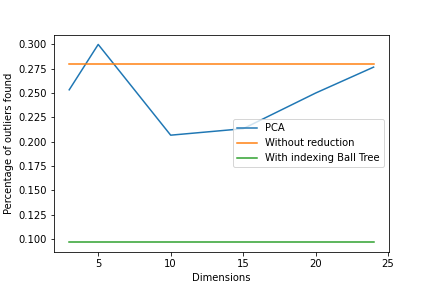 0.300
0.275
0.250
0.225
0.200
0.175
0.150
0.125
0.100
Percentage of outliers found
PCA
Without reduction
With indexing Ball Tree
5 10 15 20 25
Dimensions